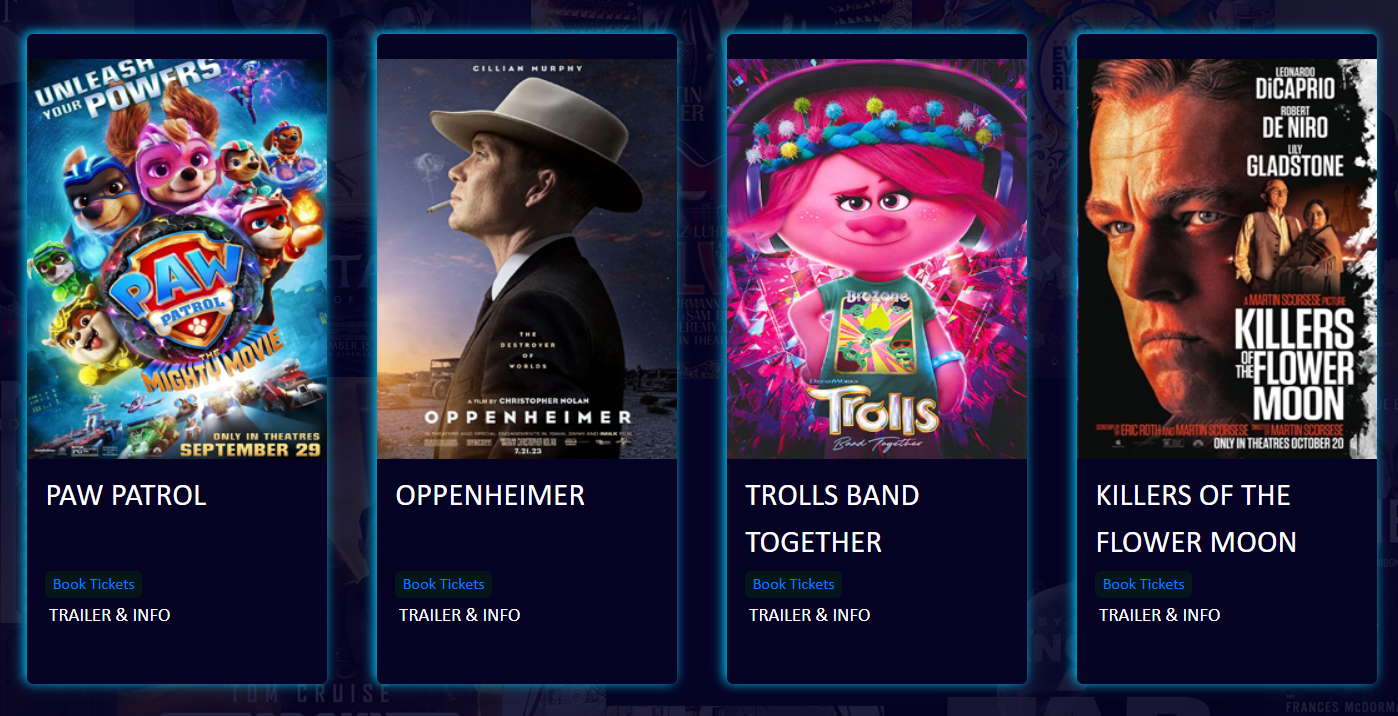 UNLEASH
YOUR POWERS
PAW
PATROL
THE
MIGHTY MOVIE
ONLY IN THEATRES
SEPTEMBER 29
PAW PATROL
Book Tickets
TRAILER & INFO
CILLIAN MURPHY
THE
DESTROYER
OF
WORLDS
A FILM BY CHRISTOPHER NOLAN
OPPENHEIMER
7.21.23
OPPENHEIMER
Book Tickets
TRAILER & INFO
BroZone
DREAMWORKS
Trolls
Band Together
TROLLS BAND
TOGETHER
Book Tickets
TRAILER & INFO
LEONARDO
DiCAPRIO
ROBERT
DE NIRO
LILY
GLADSTONE
A MARTIN SCORSESE PICTURE
KILLERS
OF THE FLOWER
MOON
SCREENPLAY BY ERIC ROTH AND MARTIN SCORSESE DIRECTED BY MARTIN SCORSESE
ONLY IN THEATRES OCTOBER 20
KILLERS OF THE
FLOWER MOON
Book Tickets
TRAILER & INFO
TOM CRUISE
FRANCES McDORM